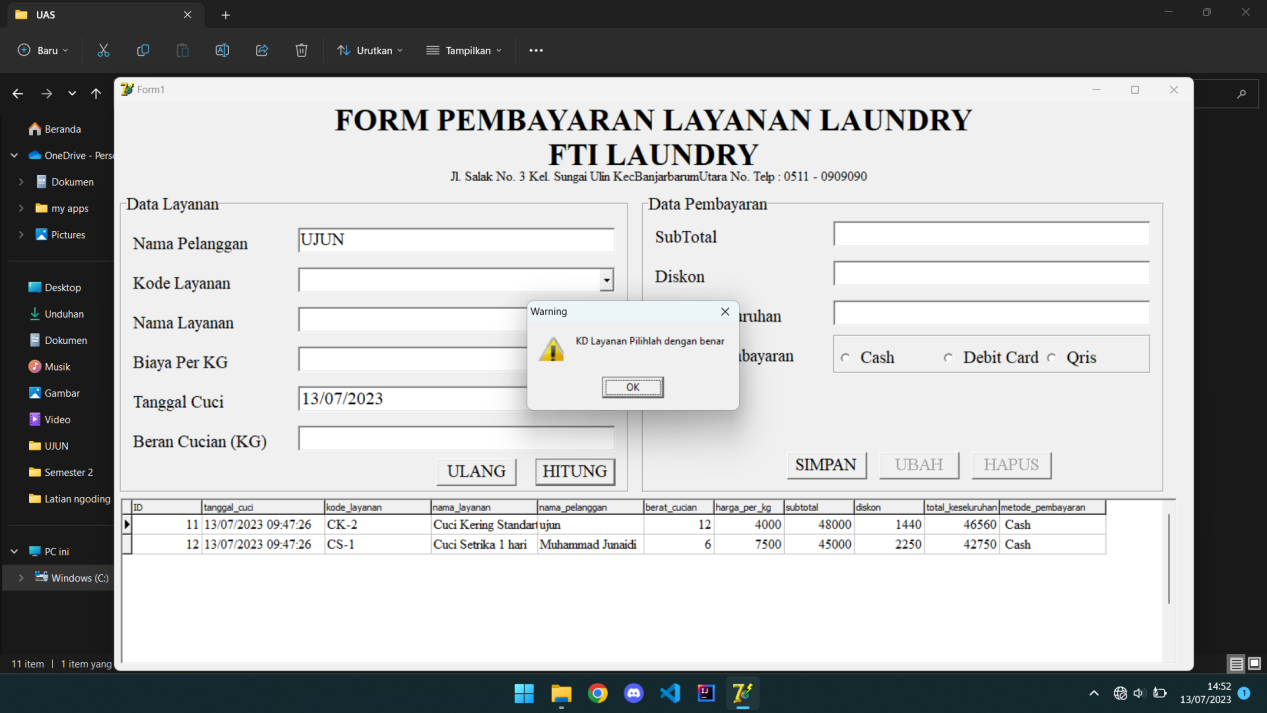 UAS
Baru
Urutkan
Tampilkan
Form1
FORM PEMBAYARAN LAYANAN LAUNDRY
FTI LAUNDRY
Jl. Salak No. 3 Kel. Sungai Ulin KecBanjarbarumUtara No. Telp : 0511 - 0909090
Beranda
OneDrive - Pers
Dokumen
my apps
Pictures
Desktop
Unduhan
Dokumen
Musik
Gambar
Video
UJUN
Semester 2
Latian ngoding
PC ini
Windows (C:)
11 item | 1 item yang
Data Layanan
Nama Pelanggan UJUN
Kode Layanan
Nama Layanan
Biaya Per KG
Tanggal Cuci 13/07/2023
Beran Cucian (KG)
ULANG HITUNG
Data Pembayaran
SubTotal
Diskon
uruhan
bayaran Cash Debit Card Qris
SIMPAN UBAH HAPUS
Warning
KD Layanan Pilihlah dengan benar
OK
ID tanggal_cuci kode_layanan nama_layanan nama_pelanggan berat_cucian harga_per_kg subtotal diskon total_keseluruhan metode_pembayaran
11 13/07/2023 09:47:26 CK-2 Cuci Kering Standart ujun 12 4000 48000 1440 46560 Cash
12 13/07/2023 09:47:26 CS-1 Cuci Setrika 1 hari Muhammad Junaidi 6 7500 45000 2250 42750 Cash
14:52
13/07/2023
1